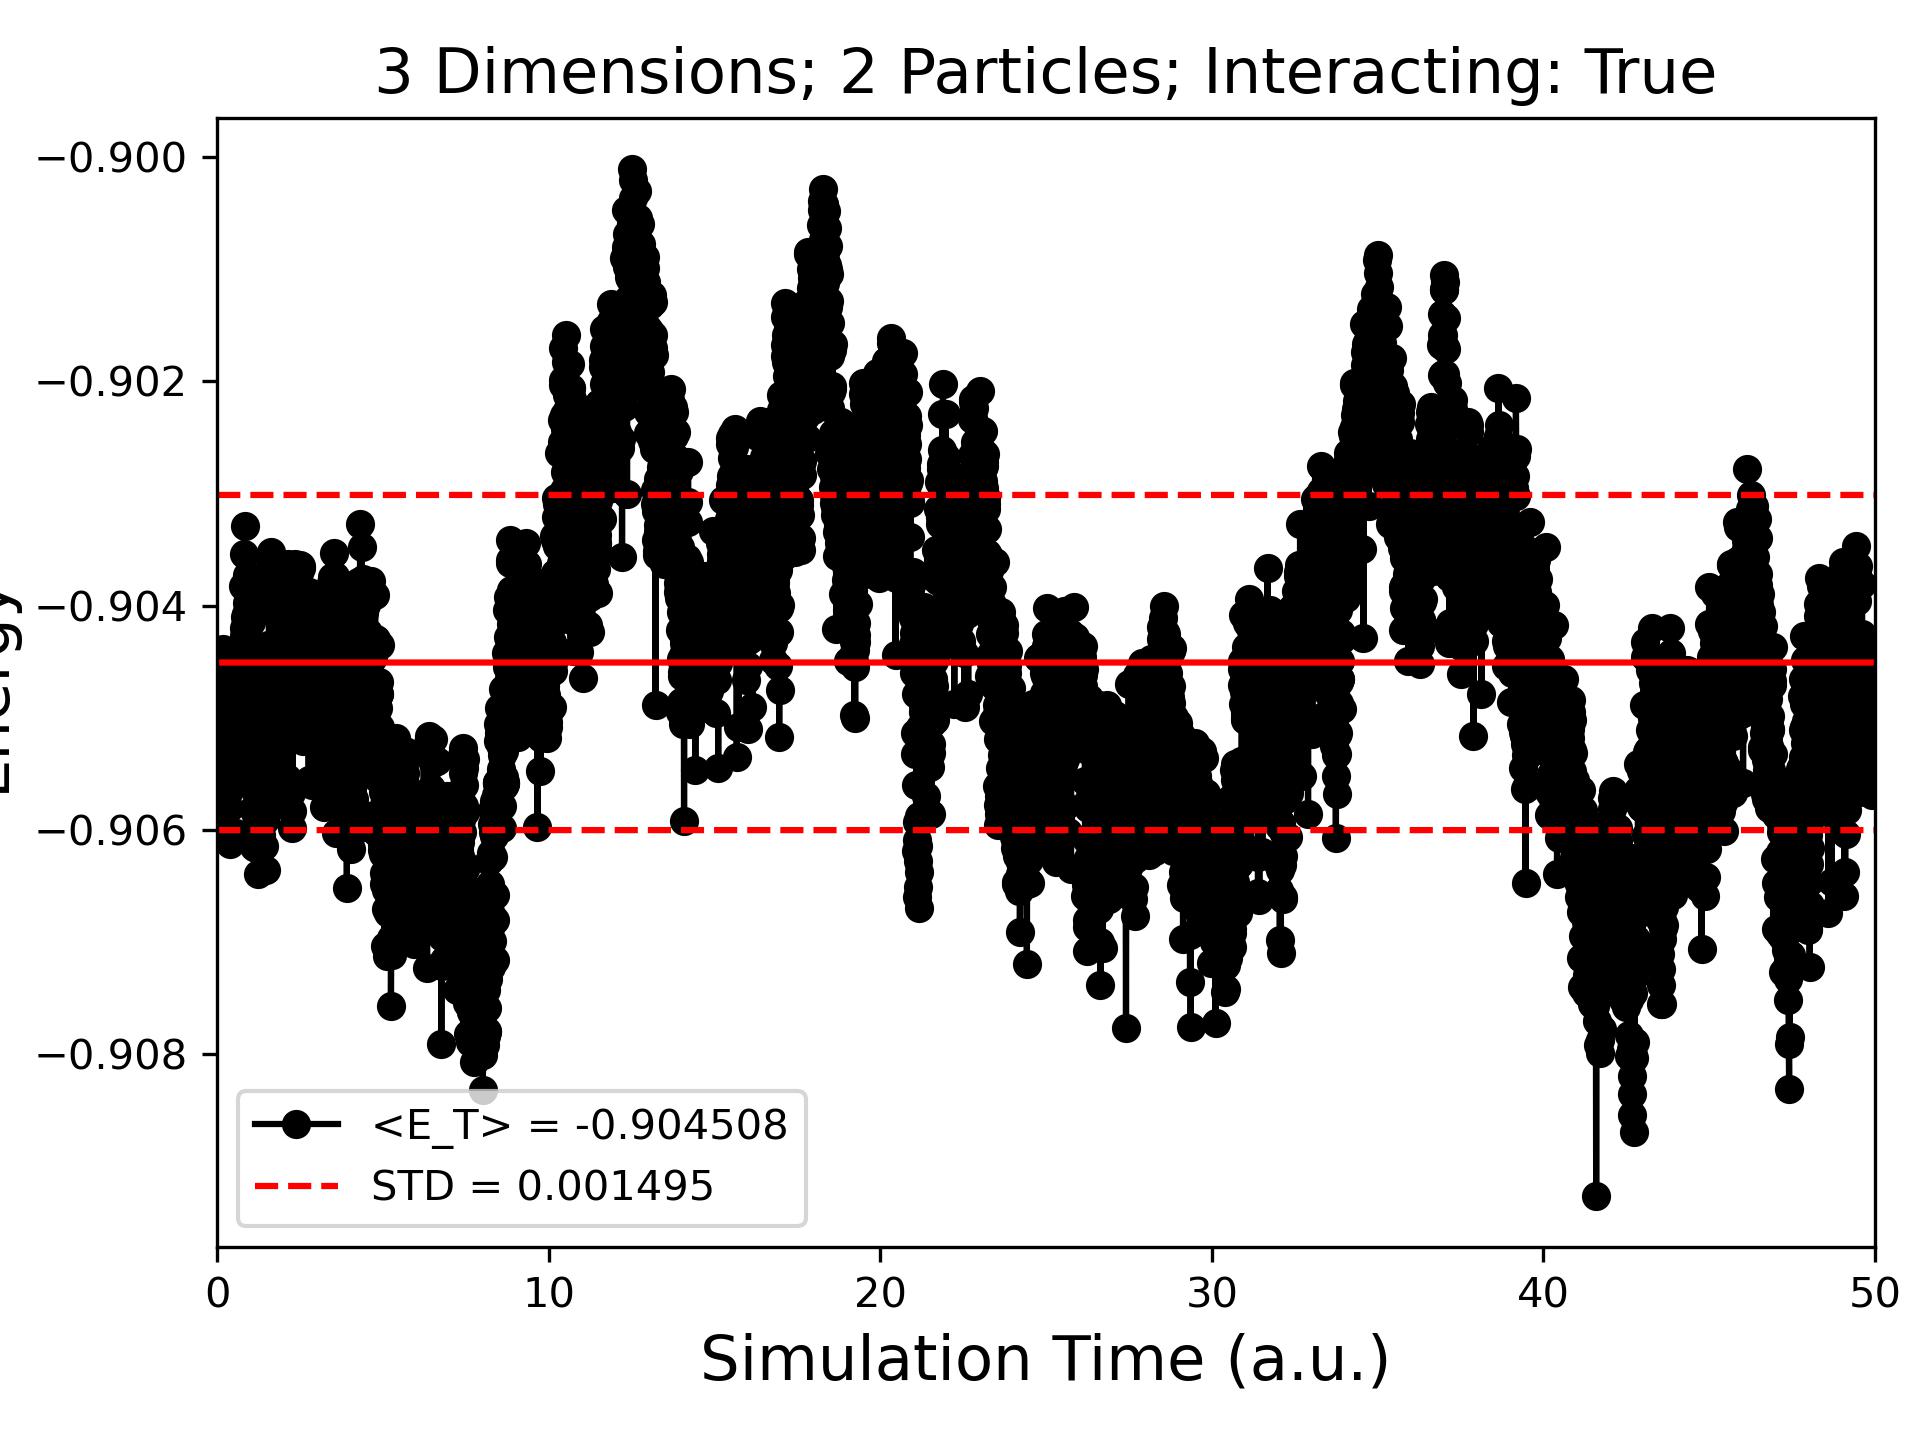 3 Dimensions; 2 Particles; Interacting: True
−0.900
−0.902
−0.904
−0.906
−0.908
Energy
<E_T> = -0.904508
STD = 0.001495
0 10 20 30 40 50
Simulation Time (a.u.)